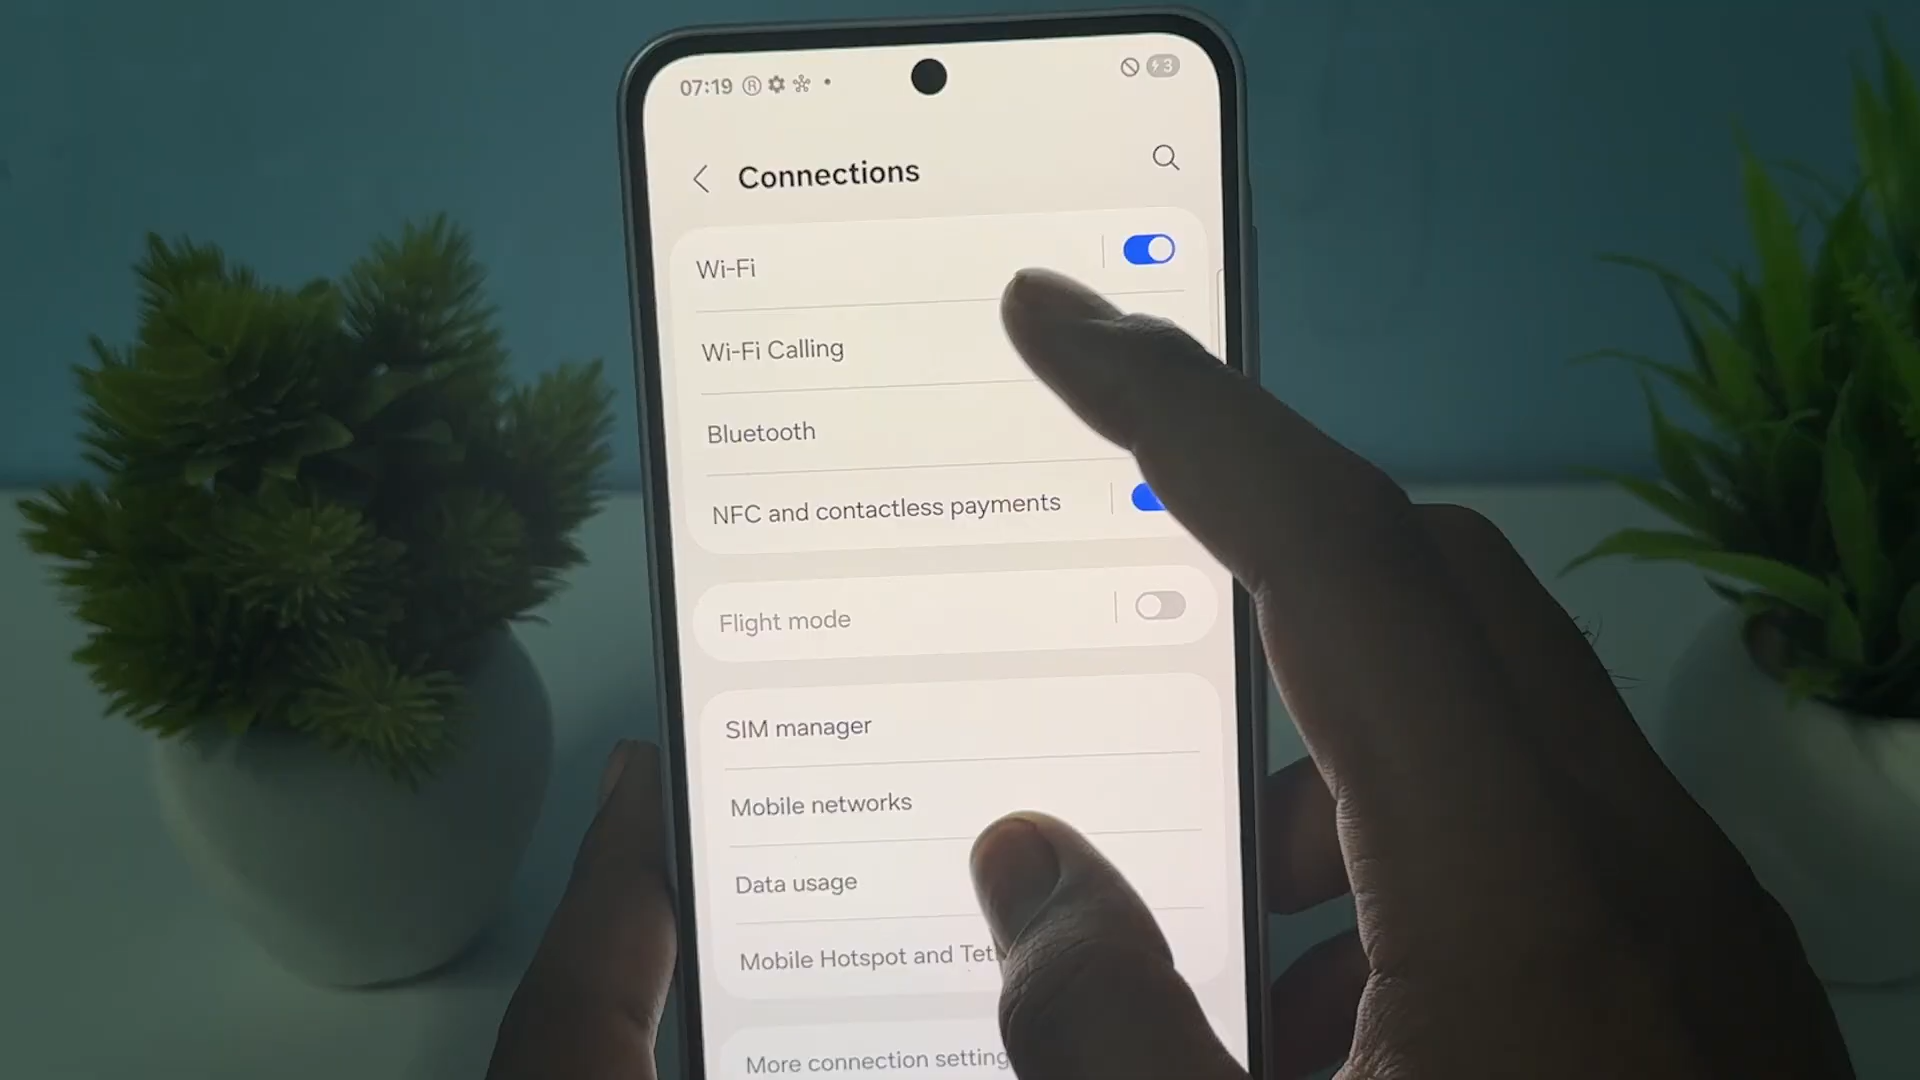 07:19 ® 3
Connections
Wi-Fi
Wi-Fi Calling
Bluetooth
NFC and contactless payments
Flight mode
SIM manager
Mobile networks
Data usage
Mobile Hotspot and Tet
More connection setting